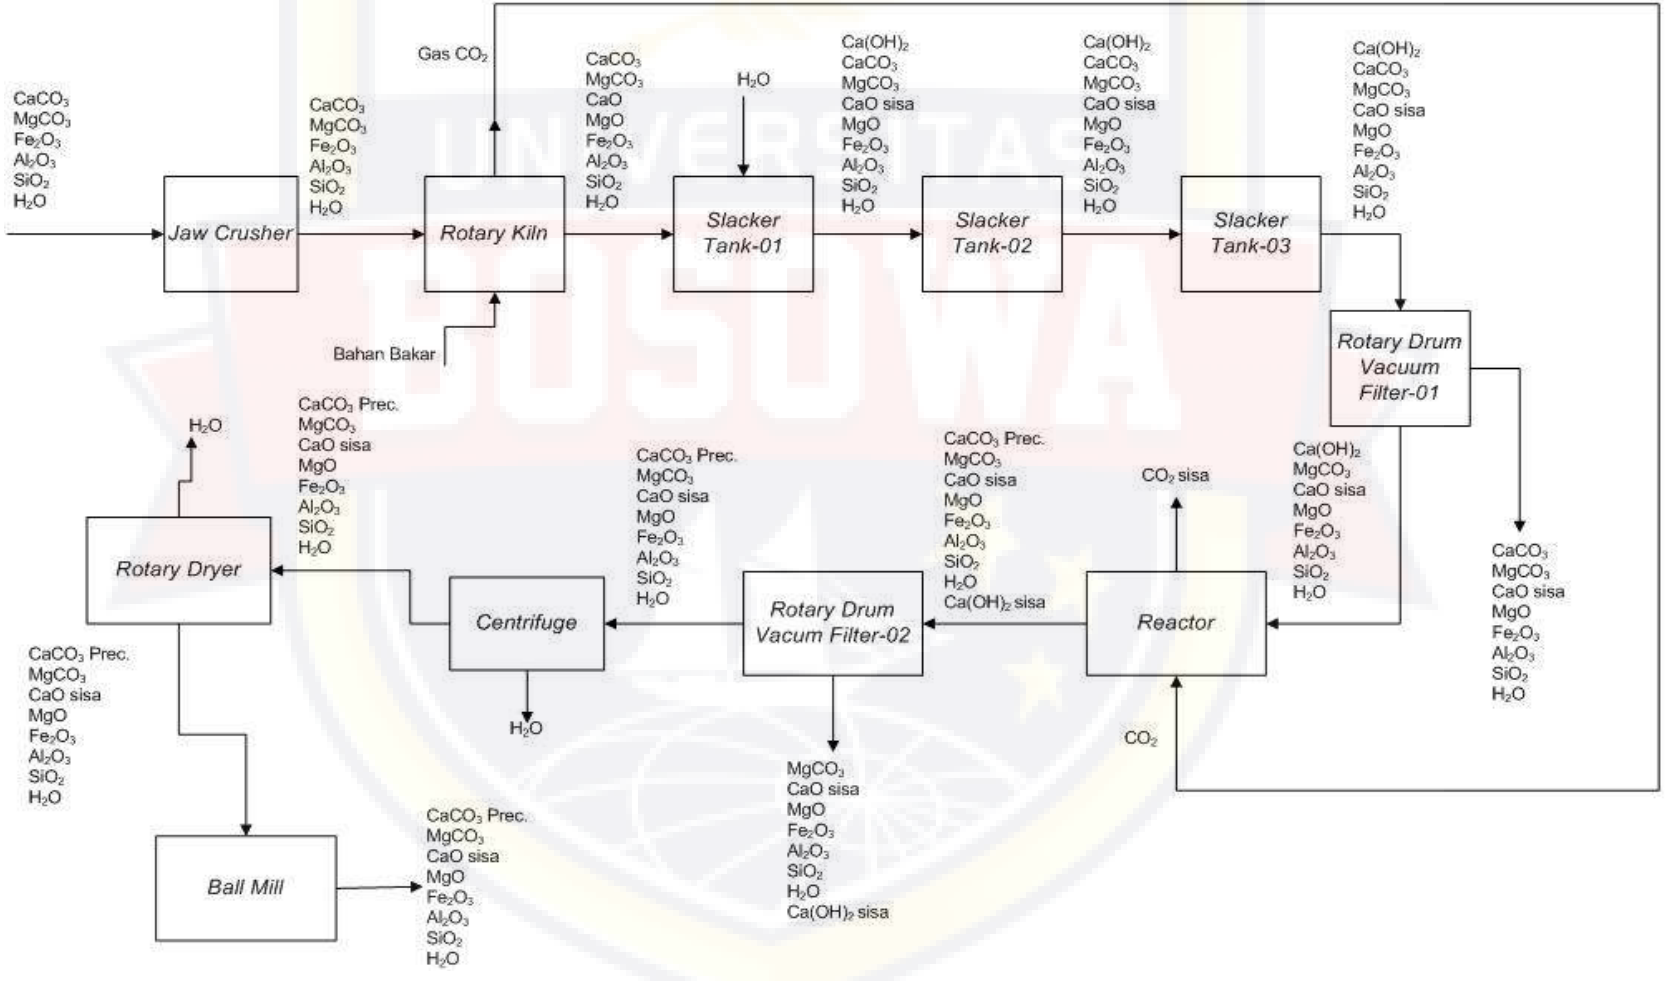 Gas CO₂
CaCO₃
MgCO₃
Fe₂O₃
Al₂O₃
SiO₂
H₂O
Jaw Crusher
CaCO₃
MgCO₃
Fe₂O₃
Al₂O₃
SiO₂
H₂O
Rotary Kiln
Bahan Bakar
CaCO₃
MgCO₃
CaO
MgO
Fe₂O₃
Al₂O₃
SiO₂
H₂O
H₂O
Slacker
Tank-01
Ca(OH)₂
CaCO₃
MgCO₃
CaO sisa
MgO
Fe₂O₃
Al₂O₃
SiO₂
H₂O
Slacker
Tank-02
Ca(OH)₂
CaCO₃
MgCO₃
CaO sisa
MgO
Fe₂O₃
Al₂O₃
SiO₂
H₂O
Slacker
Tank-03
Ca(OH)₂
CaCO₃
MgCO₃
CaO sisa
MgO
Fe₂O₃
Al₂O₃
SiO₂
H₂O
UNIVERSITAS
BOSOWA
Rotary Drum
Vacuum
Filter-01
CaCO₃
MgCO₃
CaO sisa
MgO
Fe₂O₃
Al₂O₃
SiO₂
H₂O
Ca(OH)₂
MgCO₃
CaO sisa
MgO
Fe₂O₃
Al₂O₃
SiO₂
H₂O
CO₂ sisa
Reactor
CO₂
CaCO₃ Prec.
MgCO₃
CaO sisa
MgO
Fe₂O₃
Al₂O₃
SiO₂
H₂O
Ca(OH)₂ sisa
Rotary Drum
Vacum Filter-02
MgCO₃
CaO sisa
MgO
Fe₂O₃
Al₂O₃
SiO₂
H₂O
Ca(OH)₂ sisa
CaCO₃ Prec.
MgCO₃
CaO sisa
MgO
Fe₂O₃
Al₂O₃
SiO₂
H₂O
Centrifuge
H₂O
CaCO₃ Prec.
MgCO₃
CaO sisa
MgO
Fe₂O₃
Al₂O₃
SiO₂
H₂O
H₂O
Rotary Dryer
CaCO₃ Prec.
MgCO₃
CaO sisa
MgO
Fe₂O₃
Al₂O₃
SiO₂
H₂O
Ball Mill
CaCO₃ Prec.
MgCO₃
CaO sisa
MgO
Fe₂O₃
Al₂O₃
SiO₂
H₂O